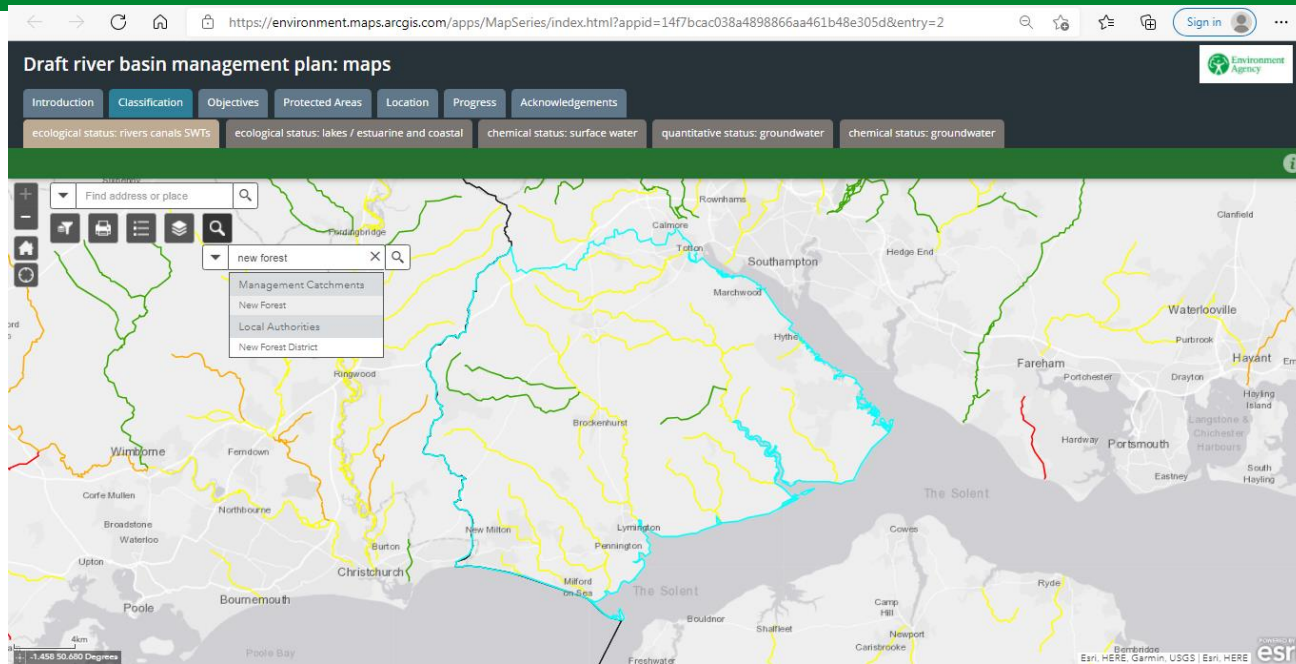 https://environment.maps.arcgis.com/apps/MapSeries/index.html?appid=14f7bcac038a4898866aa461b48e305d&entry=2
Sign in
Draft river basin management plan: maps
Environment
Agency
Introduction
Classification
Objectives
Protected Areas
Location
Progress
Acknowledgements
ecological status: rivers canals SWTs
ecological status: lakes / estuarine and coastal
chemical status: surface water
quantitative status: groundwater
chemical status: groundwater
Find address or place
new forest
Management Catchments
New Forest
Local Authorities
New Forest District
Fordingbridge
Rownhams
Calmore
Totton
Southampton
Hedge End
Clanfield
Marchwood
Hythe
Waterlooville
Purbrook
Fareham
Havant
Em
Portchester
Drayton
Hayling
Island
Ringwood
Brockenhurst
Langstone &
Chichester
Harbours
Wimborne
Ferndown
Hardway
Portsmouth
Eastney
South
Hayling
Corfe Mullen
Northbourne
The Solent
Broadstone
Waterloo
New Milton
Lymington
Pennington
Cowes
Upton
Burton
Christchurch
Milford
on Sea
The Solent
Ryde
Poole
Bournemouth
Camp
Hill
Bouldnor
Shalfleet
Newport
Carisbrooke
4km
-1.458 50.680 Degrees
Poole Bay
Freshwater
Bembridge
Esri, HERE, Garmin, USGS | Esri, HERE
POWERED BY
esri